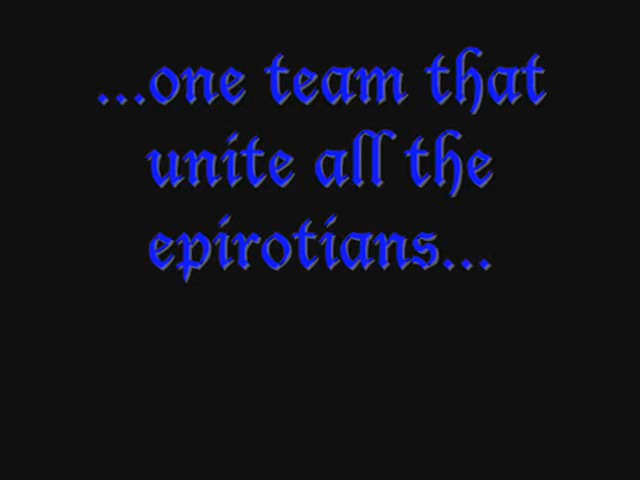 ...one team that
unite all the
epirotians...